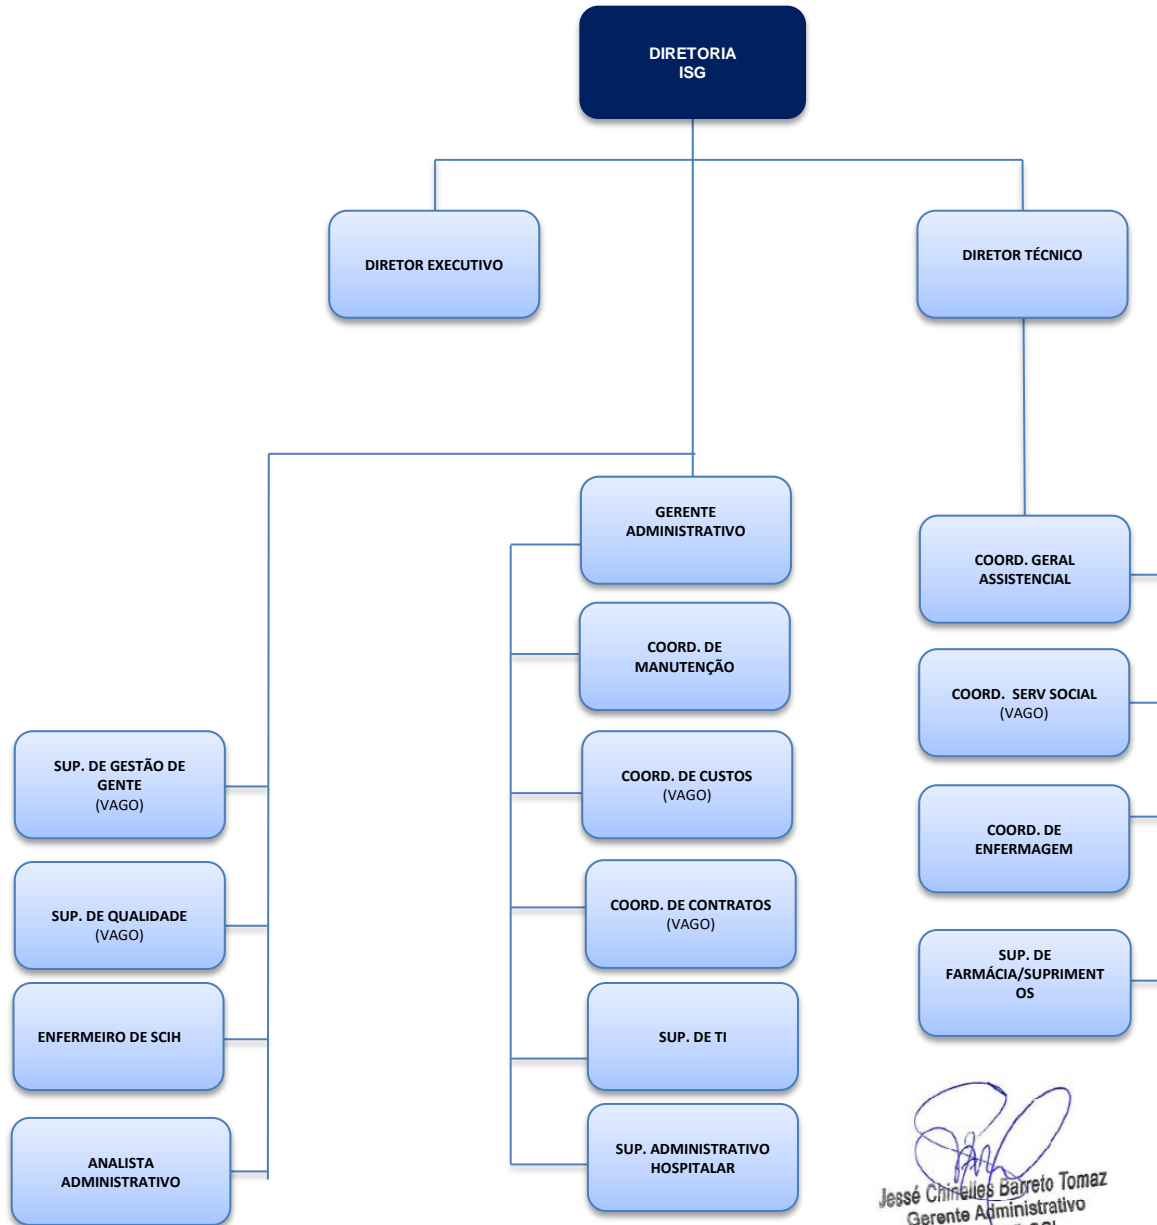 DIRETORIA
ISG
DIRETOR EXECUTIVO
DIRETOR TÉCNICO
GERENTE
ADMINISTRATIVO
COORD. DE
MANUTENÇÃO
COORD. DE CUSTOS
(VAGO)
COORD. DE CONTRATOS
(VAGO)
SUP. DE TI
SUP. ADMINISTRATIVO
HOSPITALAR
SUP. DE GESTÃO DE
GENTE
(VAGO)
SUP. DE QUALIDADE
(VAGO)
ENFERMEIRO DE SCIH
ANALISTA
ADMINISTRATIVO
COORD. GERAL
ASSISTENCIAL
COORD. SERV SOCIAL
(VAGO)
COORD. DE
ENFERMAGEM
SUP. DE
FARMÁCIA/SUPRIMENT
OS
Jessé Chinelles Barreto Tomaz
Gerente Administrativo